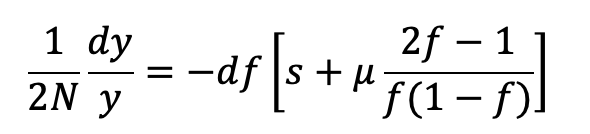 1/2N dy/y = −df [s + μ (2f − 1)/(f(1 − f))]